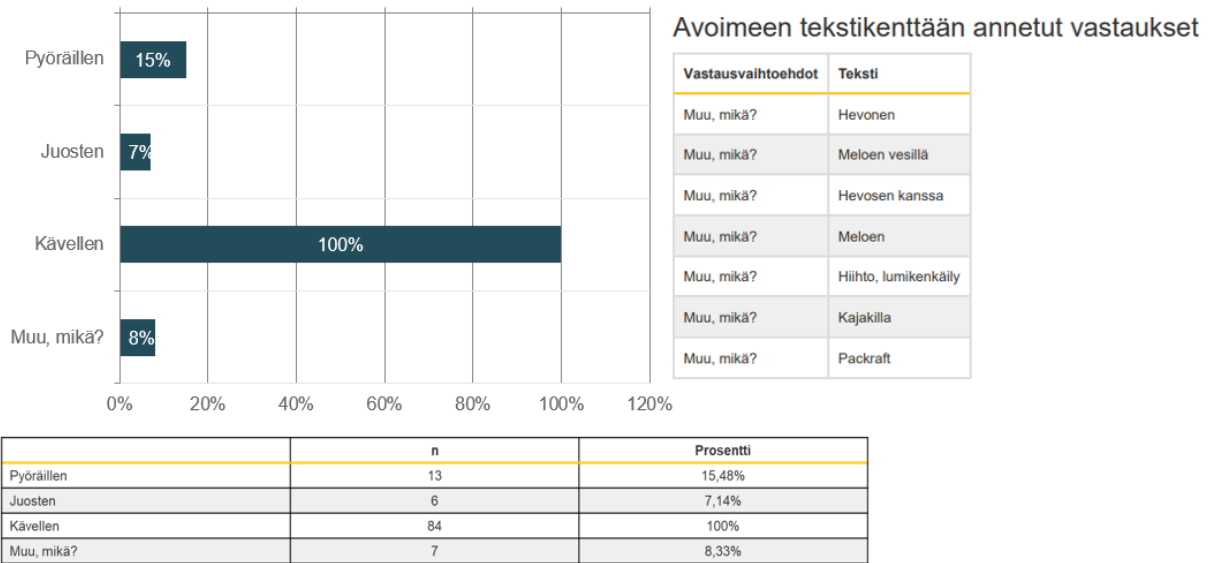 Pyöräillen
15%
Juosten
7%
Kävellen
100%
Muu, mikä?
8%
0% 20% 40% 60% 80% 100% 120%
Avoimeen tekstikenttään annetut vastaukset
Vastausvaihtoehdot Teksti
Muu, mikä? Hevonen
Muu, mikä? Meloen vesillä
Muu, mikä? Hevosen kanssa
Muu, mikä? Meloen
Muu, mikä? Hiihto, lumikenkäily
Muu, mikä? Kajakilla
Muu, mikä? Packraft
n Prosentti
Pyöräillen 13 15,48%
Juosten 6 7,14%
Kävellen 84 100%
Muu, mikä? 7 8,33%